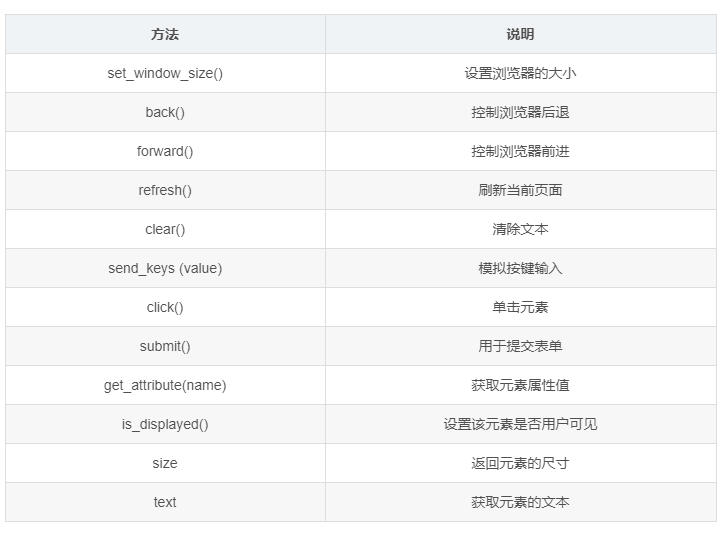 方法 说明
set_window_size() 设置浏览器的大小
back() 控制浏览器后退
forward() 控制浏览器前进
refresh() 刷新当前页面
clear() 清除文本
send_keys (value) 模拟按键输入
click() 单击元素
submit() 用于提交表单
get_attribute(name) 获取元素属性值
is_displayed() 设置该元素是否用户可见
size 返回元素的尺寸
text 获取元素的文本